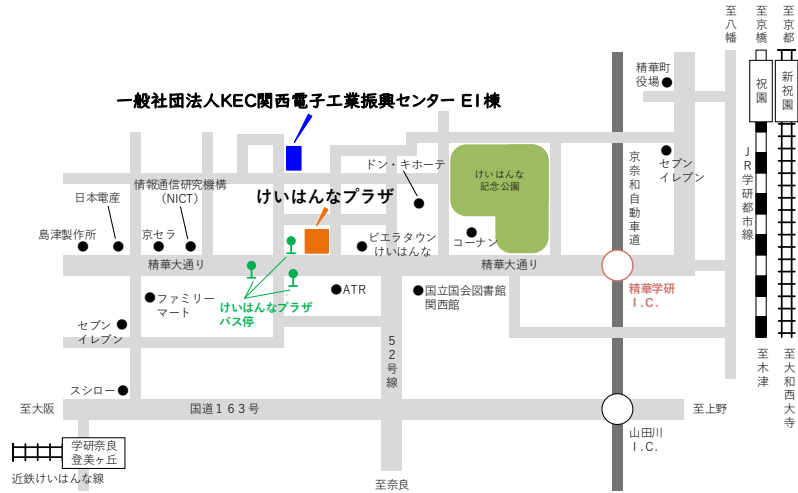 至八幡
至京橋
至京都
祝園
新祝園
精華町
役場
一般社団法人KEC関西電子工業振興センター EI棟
京奈和自動車道
JR学研都市線
セブン
イレブン
ドン・キホーテ
けいはんな
記念公園
情報通信研究機構
(NICT)
けいはんなプラザ
日本電産
島津製作所
京セラ
ビエラタウン
けいはんな
コーナン
精華大通り
精華大通り
精華学研
I.C.
ATR
国立国会図書館
関西館
ファミリー
マート
けいはんなプラザ
バス停
セブン
イレブン
52号線
至木津
至大和西大寺
スシロー
至大阪
国道163号
至上野
山田川
I.C.
学研奈良
登美ヶ丘
近鉄けいはんな線
至奈良